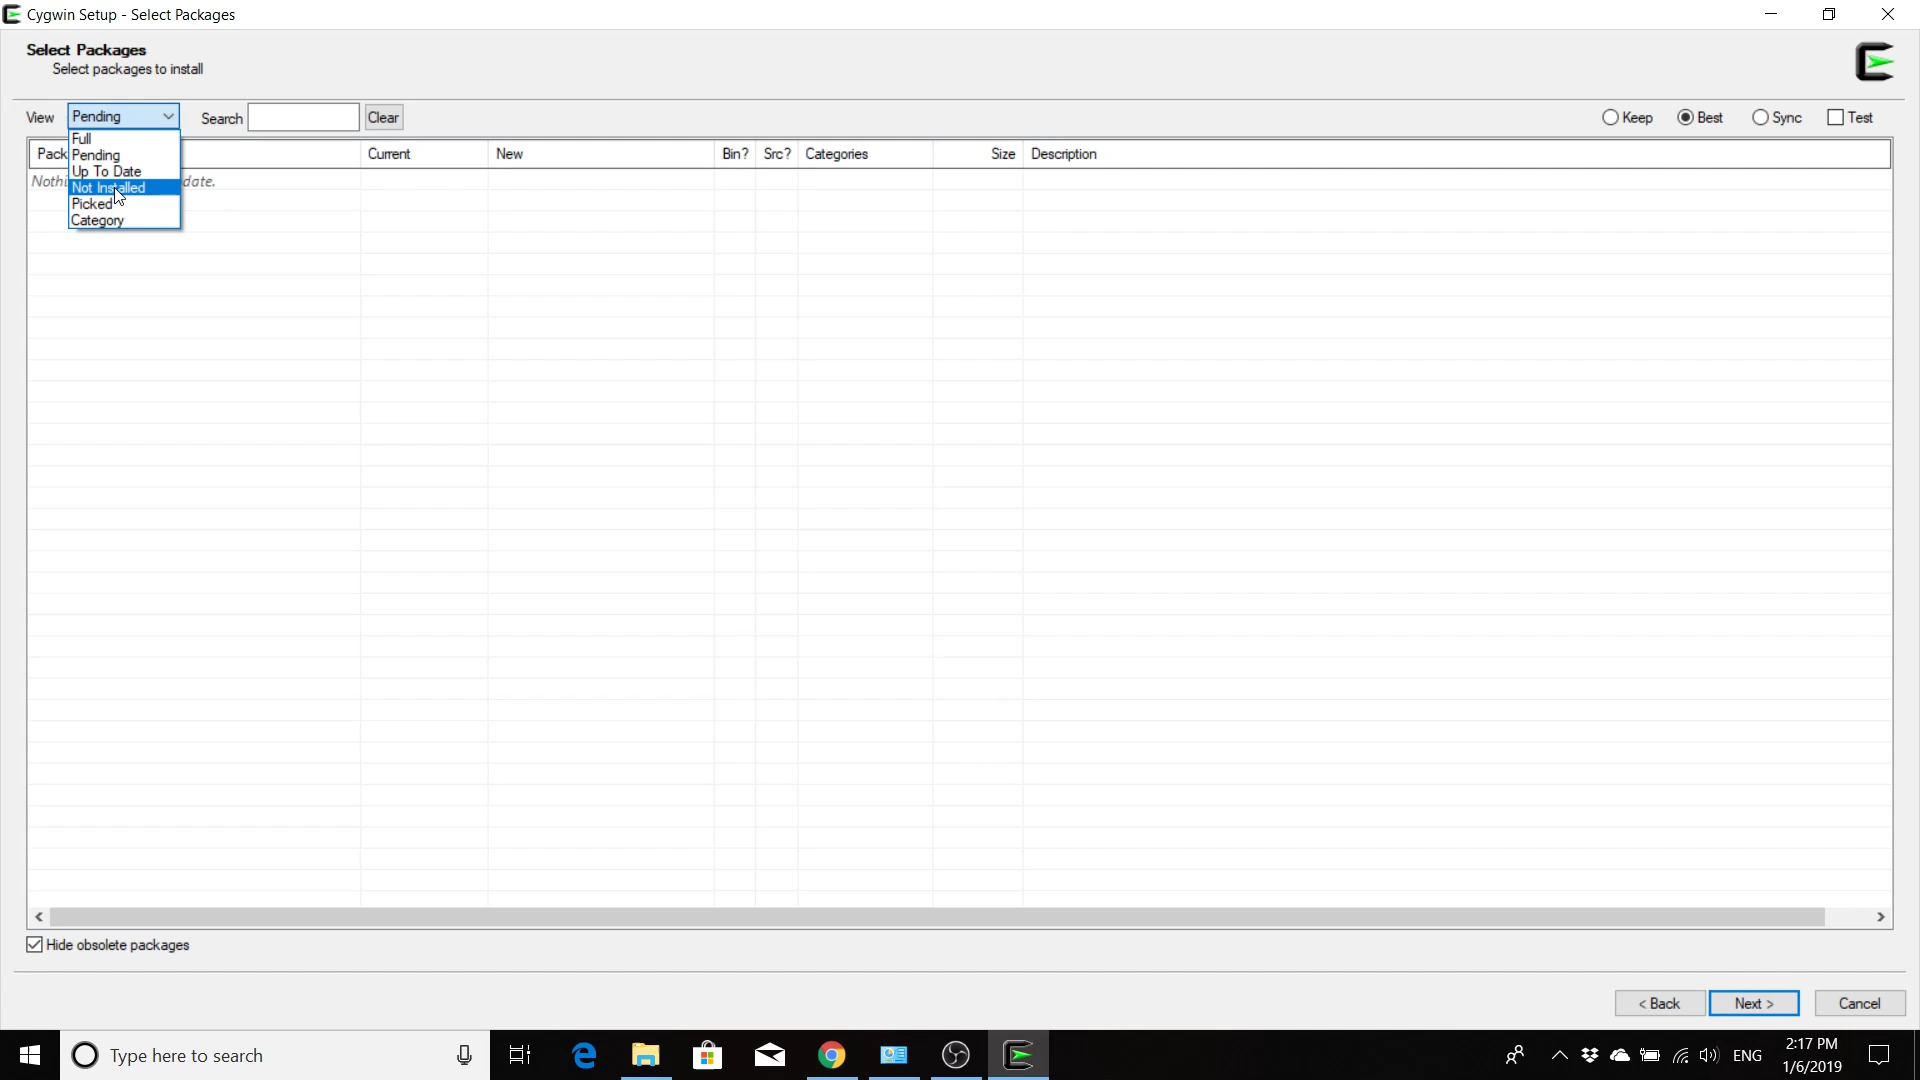 Cygwin Setup - Select Packages
Select Packages
Select packages to install
View Pending Search Clear Keep Best Sync Test
Full
Pending
Up To Date
Not Installed
Picked
Category
Pack Current New Bin? Src? Categories Size Description
Nothi date.
Hide obsolete packages
< Back Next > Cancel
Type here to search
ENG
2:17 PM
1/6/2019